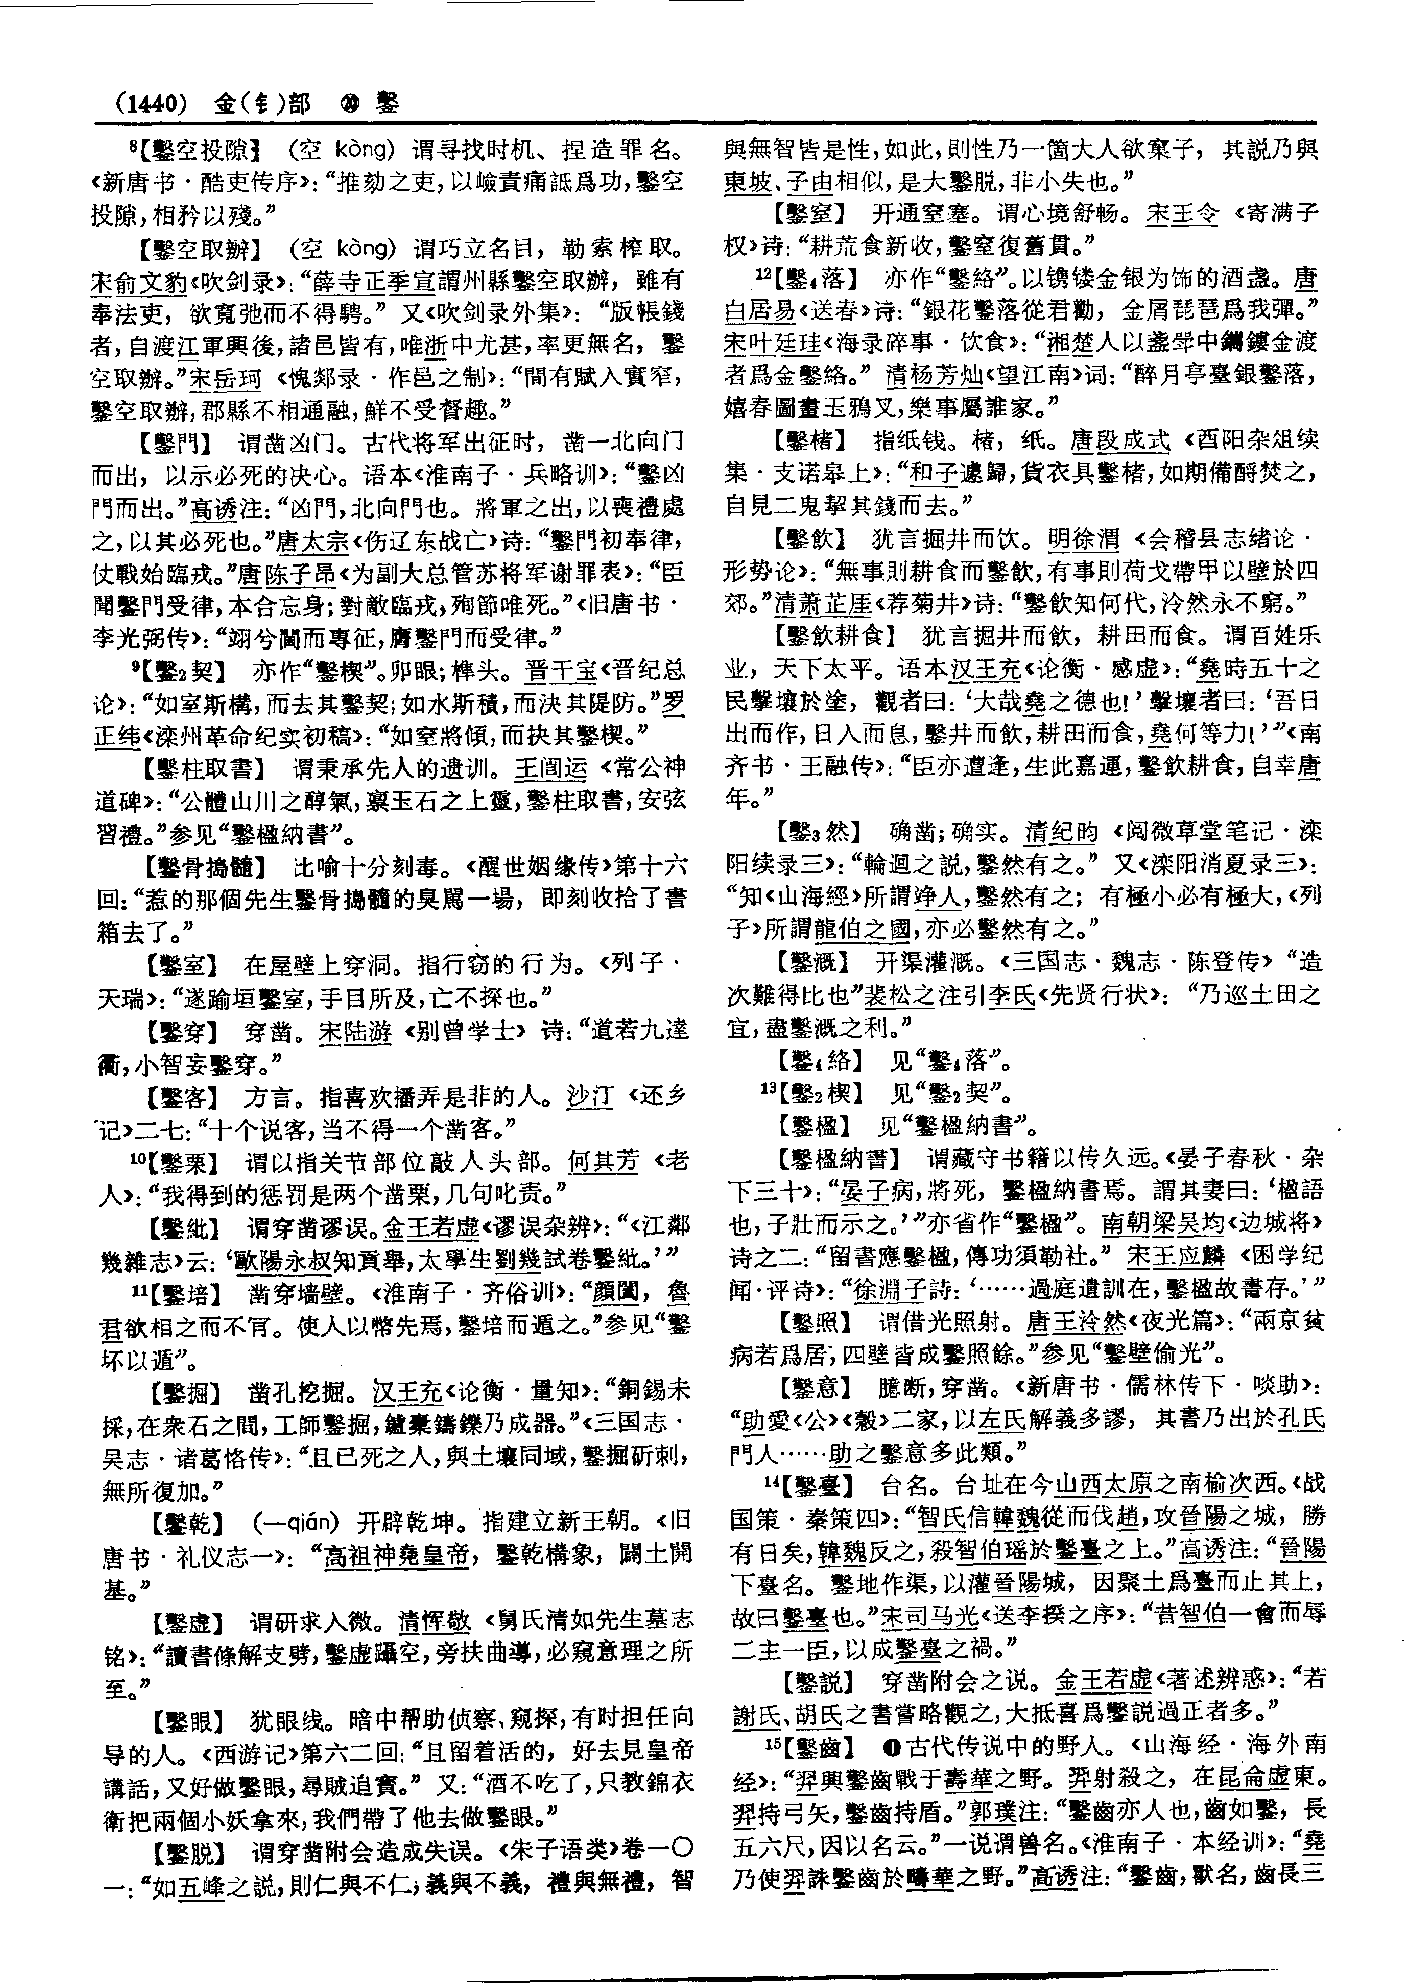 (1440) 金(钅)部 ⑳ 鑿
8【鑿空投隙】 (空 kòng) 谓寻找时机、捏造罪名。
《新唐书·酷吏传序》：“推劾之吏，以嶮責痛詆爲功，鑿空
投隙，相矜以殘。”
【鑿空取辦】 (空 kòng) 谓巧立名目，勒索榨取。
宋俞文豹《吹剑录》：“薛寺正季宣謂州縣鑿空取辦，雖有
奉法吏，欲寬弛而不得騁。” 又《吹剑录外集》：“版帳錢
者，自渡江軍興後，諸邑皆有，唯浙中尤甚，率更無名，鑿
空取辦。”宋岳珂《愧郯录·作邑之制》：“間有賦入實窄，
鑿空取辦，郡縣不相通融，鮮不受督趣。”
【鑿門】 谓凿凶门。古代将军出征时，凿一北向门
而出，以示必死的决心。语本《淮南子·兵略训》：“鑿凶
門而出。”高诱注：“凶門，北向門也。將軍之出，以喪禮處
之，以其必死也。”唐太宗《伤辽东战亡》诗：“鑿門初奉律，
仗戰始臨戎。”唐陈子昂《为副大总管苏将军谢罪表》：“臣
聞鑿門受律，本合忘身；對敵臨戎，殉節唯死。”《旧唐书·
李光弼传》：“翊兮閫而專征，膺鑿門而受律。”
9【鑿2契】 亦作“鑿楔”。卯眼；榫头。晋干宝《晋纪总
论》：“如室斯構，而去其鑿契；如水斯積，而決其隄防。”罗
正纬《滦州革命纪实初稿》：“如室將傾，而抉其鑿楔。”
【鑿柱取書】 谓秉承先人的遗训。王闿运《常公神
道碑》：“公體山川之醇氣，禀玉石之上靈，鑿柱取書，安弦
習禮。”参见“鑿楹納書”。
【鑿骨搗髓】 比喻十分刻毒。《醒世姻缘传》第十六
回：“惹的那個先生鑿骨搗髓的臭罵一場，即刻收拾了書
箱去了。”
【鑿室】 在屋壁上穿洞。指行窃的行为。《列子·
天瑞》：“遂踰垣鑿室，手目所及，亡不探也。”
【鑿穿】 穿凿。宋陆游《别曾学士》诗：“道若九逵
衢，小智妄鑿穿。”
【鑿客】 方言。指喜欢播弄是非的人。沙汀《还乡
记》二七：“十个说客，当不得一个凿客。”
10【鑿栗】 谓以指关节部位敲人头部。何其芳《老
人》：“我得到的惩罚是两个凿栗，几句叱责。”
【鑿紕】 谓穿凿谬误。金王若虚《谬误杂辨》：“《江鄰
幾雜志》云：‘歐陽永叔知貢舉，太學生劉幾試卷鑿紕。’”
11【鑿培】 凿穿墙壁。《淮南子·齐俗训》：“顔闔，魯
君欲相之而不肯。使人以幣先焉，鑿培而遁之。”参见“鑿
坏以遁”。
【鑿掘】 凿孔挖掘。汉王充《论衡·量知》：“銅錫未
採，在衆石之間，工師鑿掘，鑪橐鑄鑠乃成器。”《三国志·
吴志·诸葛恪传》：“且已死之人，與土壤同域，鑿掘斫刺，
無所復加。”
【鑿乾】 (—qián) 开辟乾坤。指建立新王朝。《旧
唐书·礼仪志一》：“高祖神堯皇帝，鑿乾構象，闢土開
基。”
【鑿虚】 谓研求入微。清恽敬《舅氏清如先生墓志
铭》：“讀書條解支劈，鑿虚躡空，旁扶曲導，必窺意理之所
至。”
【鑿眼】 犹眼线。暗中帮助侦察、窥探，有时担任向
导的人。《西游记》第六二回：“且留着活的，好去見皇帝
講話，又好做鑿眼，尋賊追寶。” 又：“酒不吃了，只教錦衣
衛把兩個小妖拿來，我們帶了他去做鑿眼。”
【鑿脱】 谓穿凿附会造成失误。《朱子语类》卷一〇
一：“如五峰之説，則仁與不仁，義與不義，禮與無禮，智
與無智皆是性，如此，則性乃一箇大人欲窠子，其説乃與
東坡、子由相似，是大鑿脱，非小失也。”
【鑿窒】 开通窒塞。谓心境舒畅。宋王令《寄满子
权》诗：“耕荒食新收，鑿窒復舊貫。”
12【鑿4落】 亦作“鑿絡”。以镌镂金银为饰的酒盏。唐
白居易《送春》诗：“銀花鑿落從君勸，金屑琵琶爲我彈。”
宋叶廷珪《海录碎事·饮食》：“湘楚人以盞斝中鐫鏤金渡
者爲金鑿絡。” 清杨芳灿《望江南》词：“醉月亭臺銀鑿落，
嬉春圖畫玉鴉叉，樂事屬誰家。”
【鑿楮】 指纸钱。楮，纸。唐段成式《酉阳杂俎续
集·支诺皋上》：“和子遽歸，貨衣具鑿楮，如期備酹焚之，
自見二鬼挈其錢而去。”
【鑿飲】 犹言掘井而饮。明徐渭《会稽县志绪论·
形势论》：“無事則耕食而鑿飲，有事則荷戈帶甲以壁於四
郊。”清萧芷厓《荐菊井》诗：“鑿飲知何代，泠然永不窮。”
【鑿飲耕食】 犹言掘井而飲，耕田而食。谓百姓乐
业，天下太平。语本汉王充《论衡·感虚》：“堯時五十之
民擊壤於塗，觀者曰：‘大哉堯之德也！’擊壤者曰：‘吾日
出而作，日入而息，鑿井而飲，耕田而食，堯何等力！’”《南
齐书·王融传》：“臣亦遭逢，生此嘉運，鑿飲耕食，自幸唐
年。”
【鑿3然】 确凿；确实。清纪昀《阅微草堂笔记·滦
阳续录三》：“輪迴之説，鑿然有之。” 又《滦阳消夏录三》：
“知《山海經》所謂竫人，鑿然有之；有極小必有極大，《列
子》所謂龍伯之國，亦必鑿然有之。”
【鑿溉】 开渠灌溉。《三国志·魏志·陈登传》“造
次難得比也”裴松之注引李氏《先贤行状》：“乃巡土田之
宜，盡鑿溉之利。”
【鑿4絡】 见“鑿4落”。
13【鑿2楔】 见“鑿2契”。
【鑿楹】 见“鑿楹納書”。
【鑿楹納書】 谓藏守书籍以传久远。《晏子春秋·杂
下三十》：“晏子病，將死，鑿楹納書焉。謂其妻曰：‘楹語
也，子壯而示之。’”亦省作“鑿楹”。南朝梁吴均《边城将》
诗之二：“留書應鑿楹，傳功須勒社。” 宋王应麟《困学纪
闻·评诗》：“徐淵子詩：‘……過庭遺訓在，鑿楹故書存。’”
【鑿照】 谓借光照射。唐王泠然《夜光篇》：“兩京貧
病若爲居，四壁皆成鑿照餘。”参见“鑿壁偷光”。
【鑿意】 臆断，穿凿。《新唐书·儒林传下·啖助》：
“助愛《公》《穀》二家，以左氏解義多謬，其書乃出於孔氏
門人……助之鑿意多此類。”
14【鑿臺】 台名。台址在今山西太原之南榆次西。《战
国策·秦策四》：“智氏信韓魏從而伐趙，攻晉陽之城，勝
有日矣，韓魏反之，殺智伯瑶於鑿臺之上。”高诱注：“晉陽
下臺名。鑿地作渠，以灌晉陽城，因聚土爲臺而止其上，
故曰鑿臺也。”宋司马光《送李揆之序》：“昔智伯一會而辱
二主一臣，以成鑿臺之禍。”
【鑿説】 穿凿附会之说。金王若虚《著述辨惑》：“若
謝氏、胡氏之書嘗略觀之，大抵喜爲鑿説過正者多。”
15【鑿齒】 ❶古代传说中的野人。《山海经·海外南
经》：“羿與鑿齒戰于壽華之野。羿射殺之，在昆侖虚東。
羿持弓矢，鑿齒持盾。”郭璞注：“鑿齒亦人也，齒如鑿，長
五六尺，因以名云。”一说谓兽名。《淮南子·本经训》：“堯
乃使羿誅鑿齒於疇華之野。”高诱注：“鑿齒，獸名，齒長三